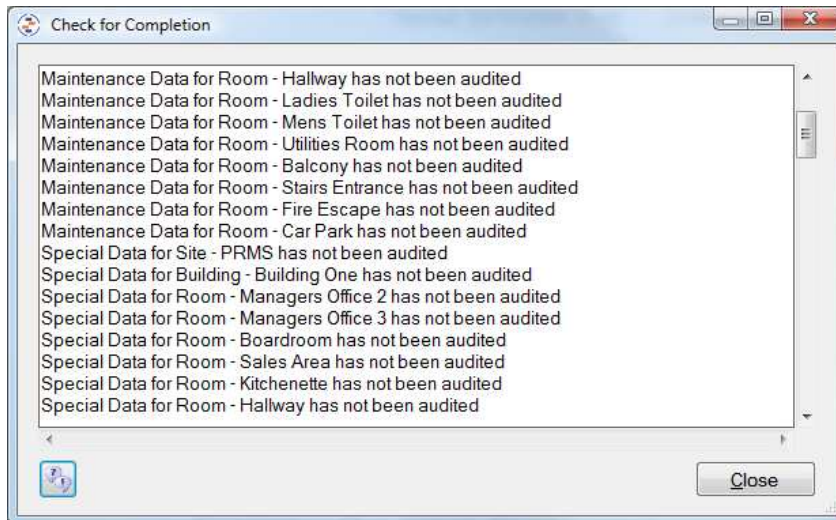 Check for Completion
Maintenance Data for Room - Hallway has not been audited
Maintenance Data for Room - Ladies Toilet has not been audited
Maintenance Data for Room - Mens Toilet has not been audited
Maintenance Data for Room - Utilities Room has not been audited
Maintenance Data for Room - Balcony has not been audited
Maintenance Data for Room - Stairs Entrance has not been audited
Maintenance Data for Room - Fire Escape has not been audited
Maintenance Data for Room - Car Park has not been audited
Special Data for Site - PRMS has not been audited
Special Data for Building - Building One has not been audited
Special Data for Room - Managers Office 2 has not been audited
Special Data for Room - Managers Office 3 has not been audited
Special Data for Room - Boardroom has not been audited
Special Data for Room - Sales Area has not been audited
Special Data for Room - Kitchenette has not been audited
Special Data for Room - Hallway has not been audited
Close